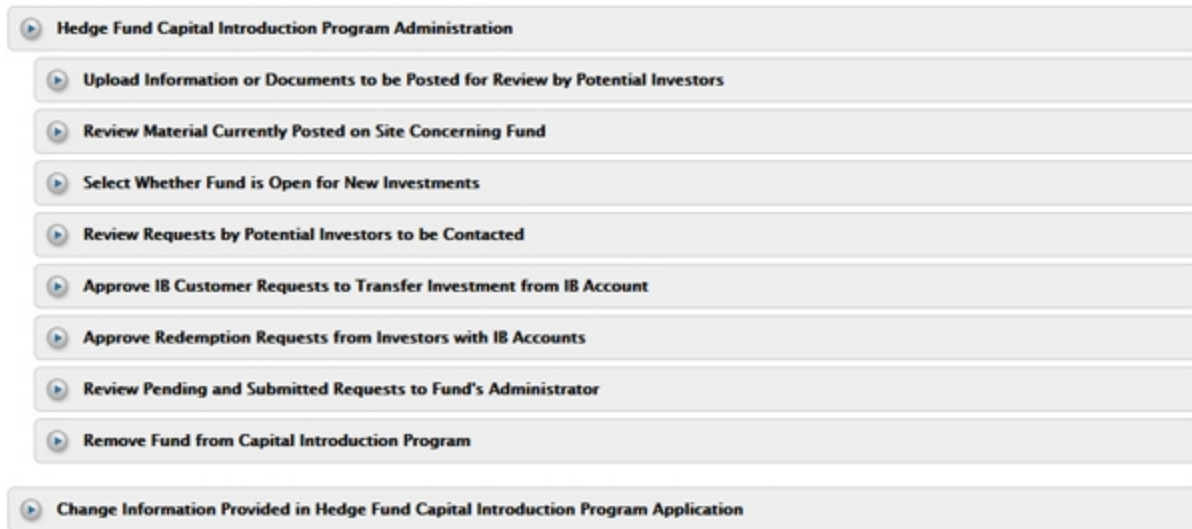 Hedge Fund Capital Introduction Program Administration
Upload Information or Documents to be Posted for Review by Potential Investors
Review Material Currently Posted on Site Concerning Fund
Select Whether Fund is Open for New Investments
Review Requests by Potential Investors to be Contacted
Approve IB Customer Requests to Transfer Investment from IB Account
Approve Redemption Requests from Investors with IB Accounts
Review Pending and Submitted Requests to Fund's Administrator
Remove Fund from Capital Introduction Program
Change Information Provided in Hedge Fund Capital Introduction Program Application